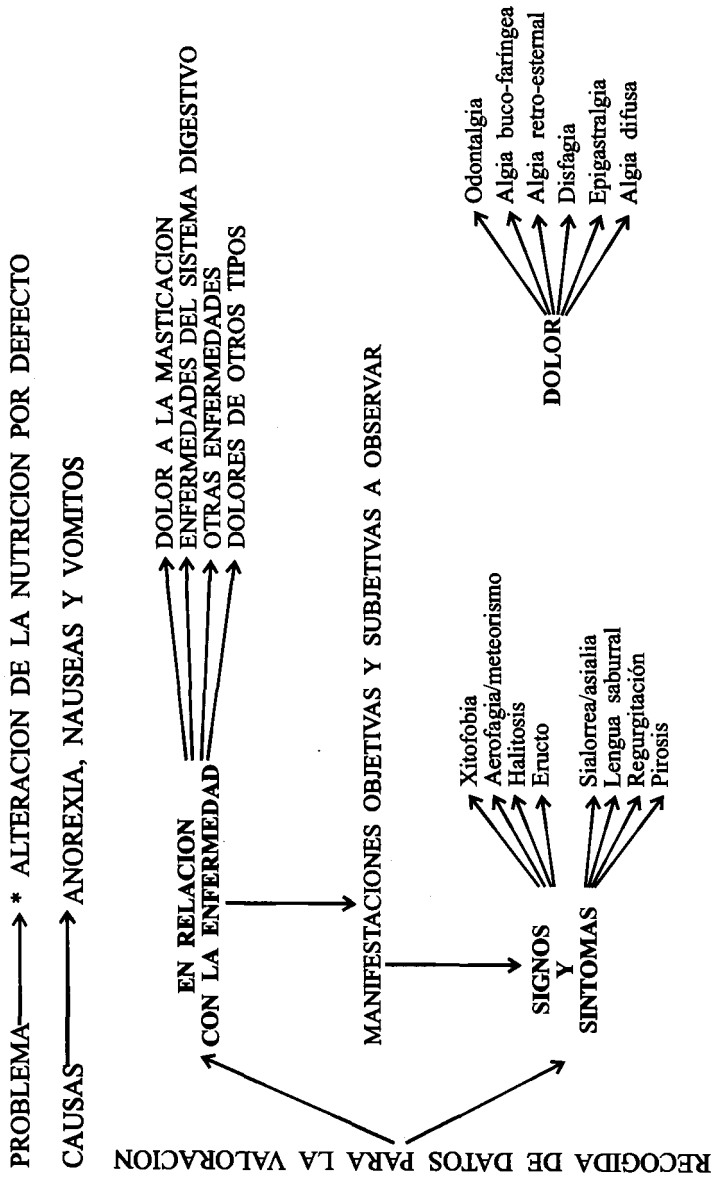 PROBLEMA * ALTERACION DE LA NUTRICION POR DEFECTO
CAUSAS ANOREXIA, NAUSEAS Y VOMITOS
RECOGIDA DE DATOS PARA LA VALORACION
EN RELACION
CON LA ENFERMEDAD
DOLOR A LA MASTICACION
ENFERMEDADES DEL SISTEMA DIGESTIVO
OTRAS ENFERMEDADES
DOLORES DE OTROS TIPOS
MANIFESTACIONES OBJETIVAS Y SUBJETIVAS A OBSERVAR
SIGNOS
Y
SINTOMAS
Xitofobia
Aerofagia/meteorismo
Halitosis
Eructo
Sialorrea/asialia
Lengua saburral
Regurgitación
Pirosis
DOLOR
Odontalgia
Algia buco-faríngea
Algia retro-esternal
Disfagia
Epigastralgia
Algia difusa